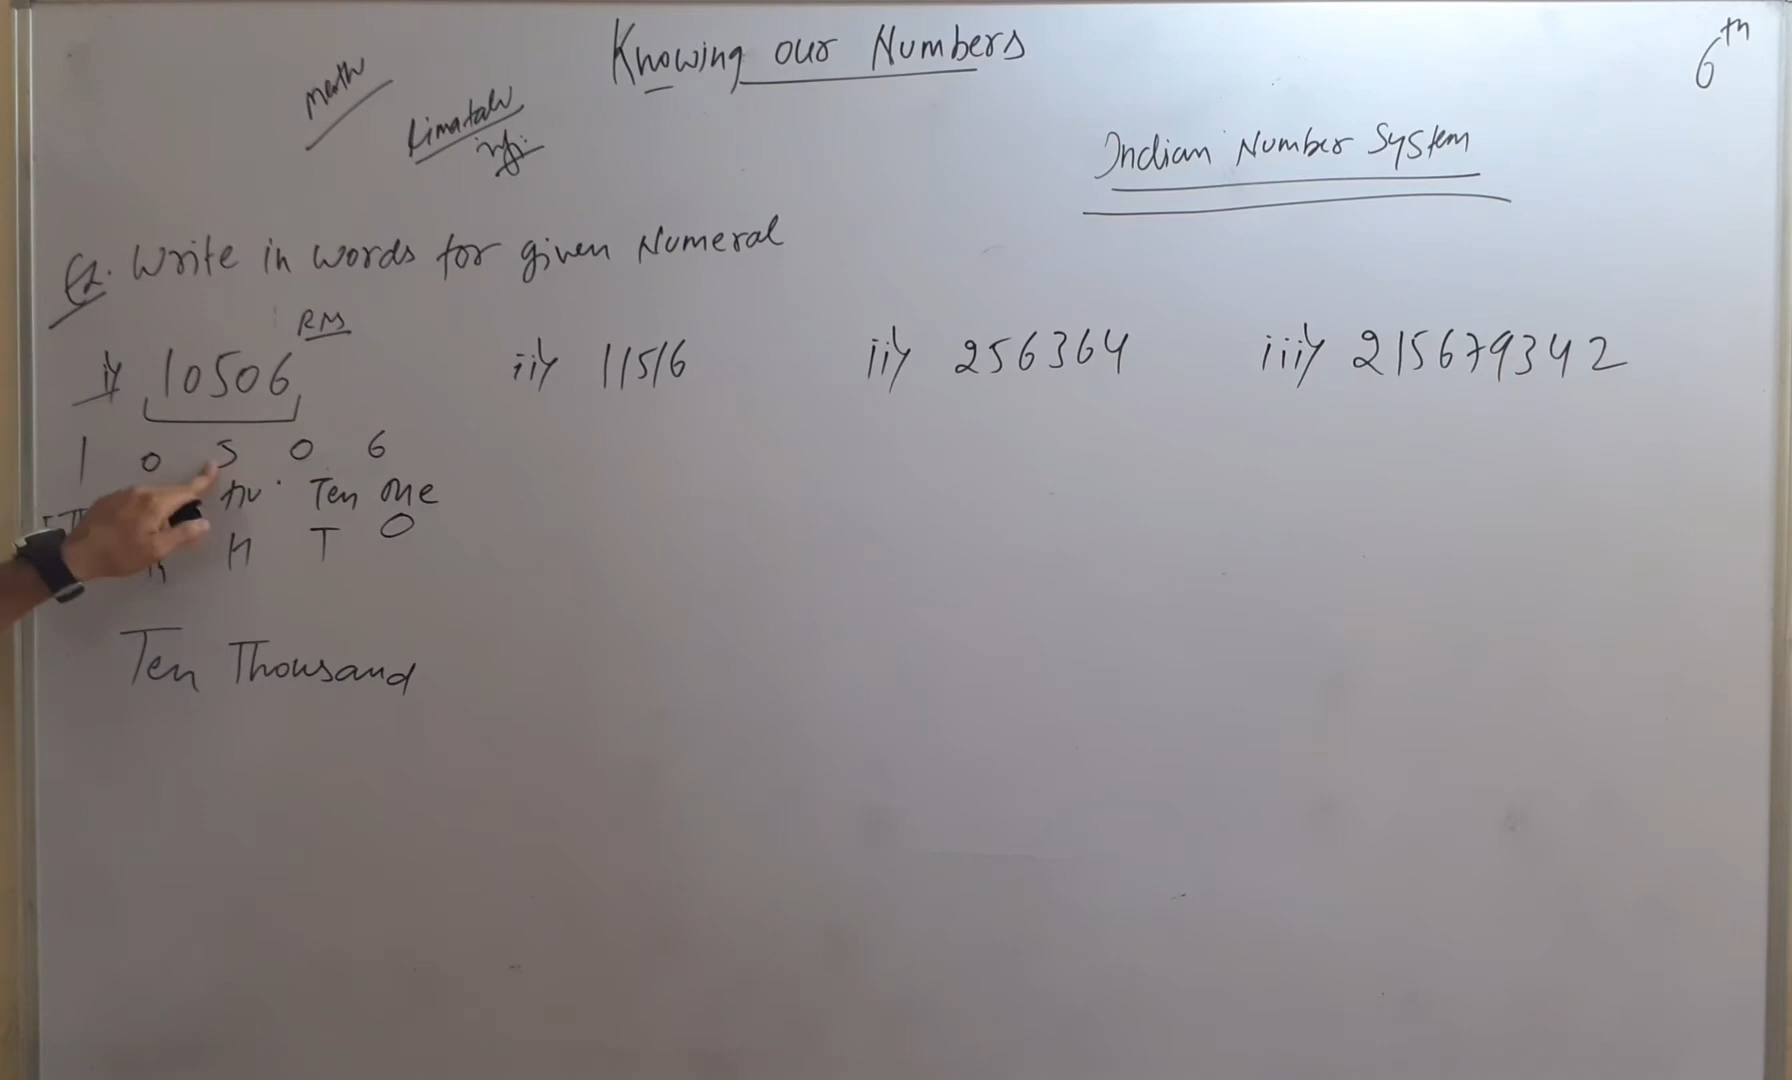 Knowing our Numbers
6th
Math
Indian Number System
Ex. Write in words for given Numeral
RM
i) 10506
ii) 11516
ii) 256364
iii) 215679342
1 0 5 0 6
Ten One
H T O
Ten Thousand